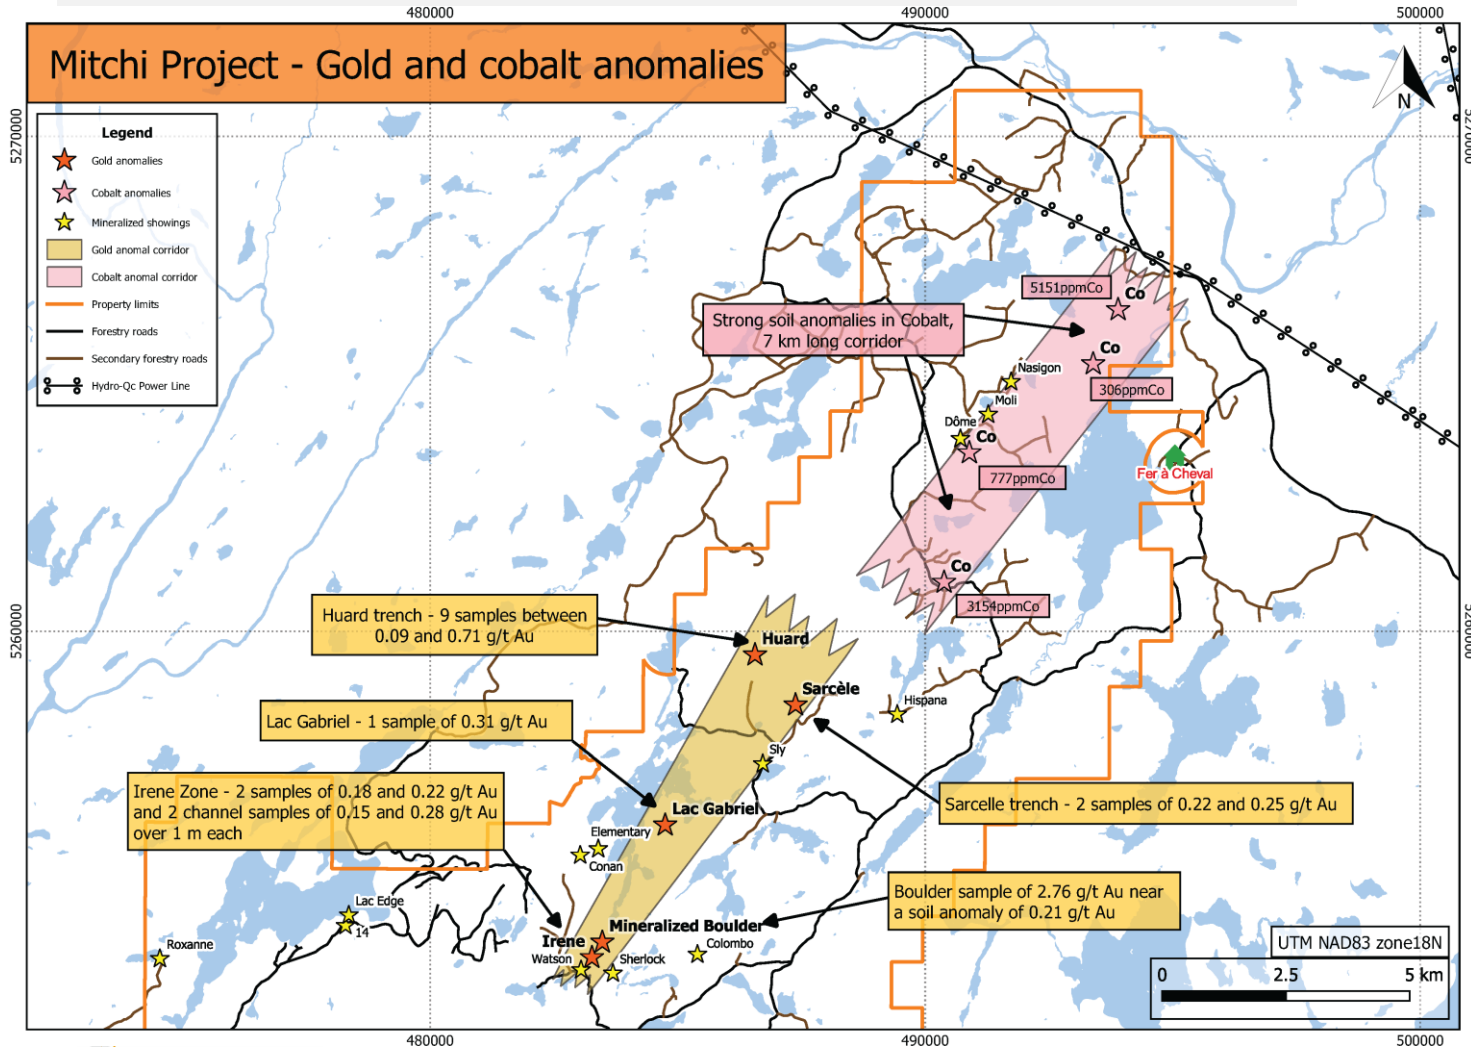 480000
490000
500000
Mitchi Project - Gold and cobalt anomalies
N
5270000
5270000
Legend
Gold anomalies
Cobalt anomalies
Mineralized showings
Gold anomal corridor
Cobalt anomal corridor
Property limits
Forestry roads
Secondary forestry roads
Hydro-Qc Power Line
5151ppmCo
Co
Strong soil anomalies in Cobalt,
7 km long corridor
Co
306ppmCo
Nasigon
Moli
Dôme
Co
777ppmCo
Fer à Cheval
Co
3154ppmCo
5260000
5260000
Huard trench - 9 samples between
0.09 and 0.71 g/t Au
Huard
Sarcèle
Hispana
Lac Gabriel - 1 sample of 0.31 g/t Au
Sly
Irene Zone - 2 samples of 0.18 and 0.22 g/t Au
and 2 channel samples of 0.15 and 0.28 g/t Au
over 1 m each
Sarcelle trench - 2 samples of 0.22 and 0.25 g/t Au
Lac Gabriel
Elementary
Conan
Boulder sample of 2.76 g/t Au near
a soil anomaly of 0.21 g/t Au
Lac Edge
14
Roxanne
Mineralized Boulder
Irene
Watson
Sherlock
Colombo
UTM NAD83 zone18N
0 2.5 5 km
480000
490000
500000